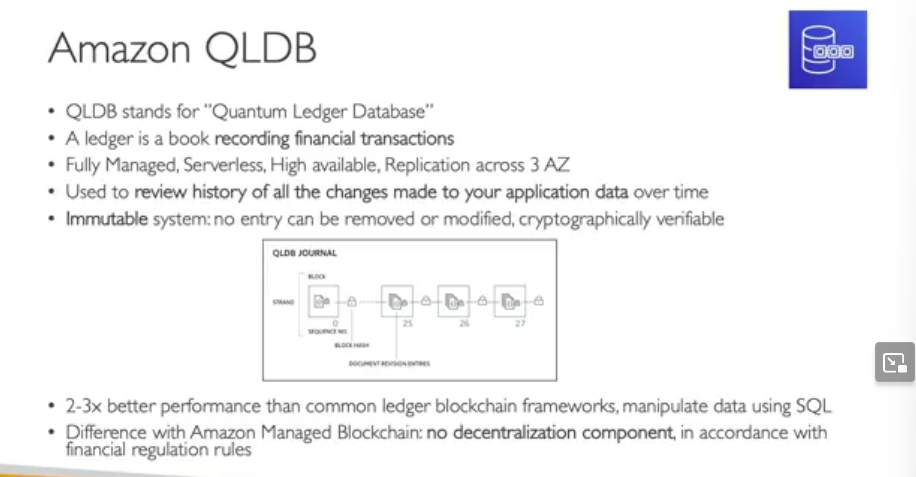 Amazon QLDB
• QLDB stands for "Quantum Ledger Database"
• A ledger is a book recording financial transactions
• Fully Managed, Serverless, High available, Replication across 3 AZ
• Used to review history of all the changes made to your application data over time
• Immutable system: no entry can be removed or modified, cryptographically verifiable
QLDB JOURNAL
BLOCK
STRAND
0 25 26 27
SEQUENCE NO.
BLOCK HASH
DOCUMENT REVISION ENTRIES
• 2-3x better performance than common ledger blockchain frameworks, manipulate data using SQL
• Difference with Amazon Managed Blockchain: no decentralization component, in accordance with
financial regulation rules